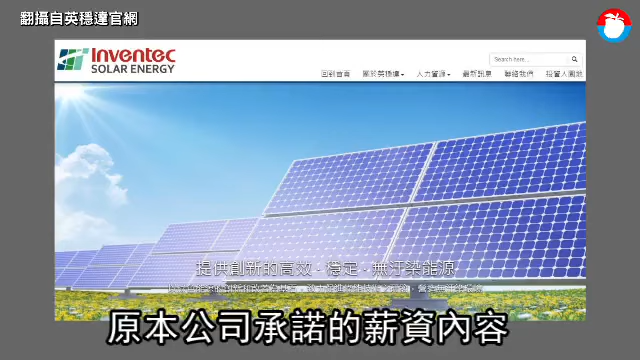 翻攝自英穩達官網
Inventec
SOLAR ENERGY
Search here...
回到首頁 關於英穩達 人力資源 最新訊息 聯絡我們 投資人園地
提供創新的高效、穩定、無汙染能源
原本公司承諾的薪資內容